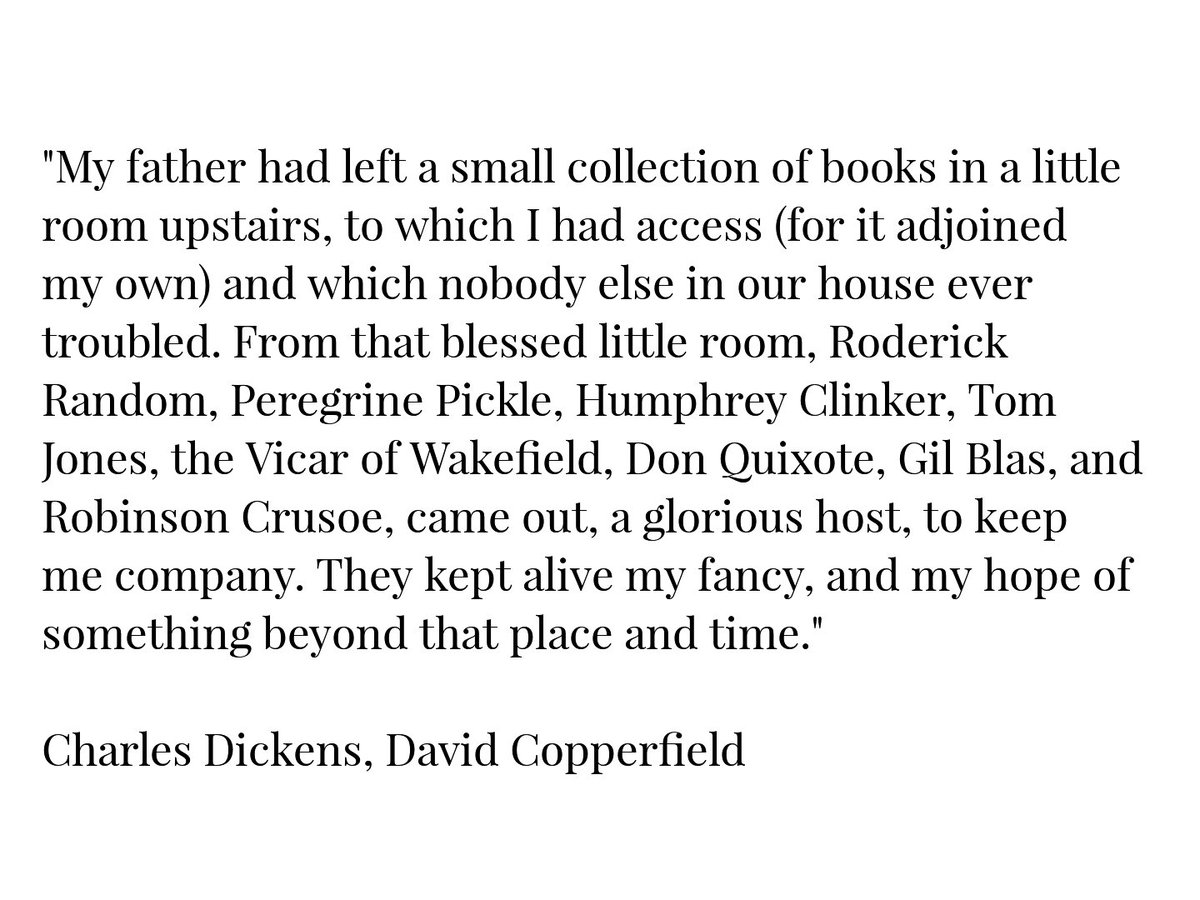 "My father had left a small collection of books in a little
room upstairs, to which I had access (for it adjoined
my own) and which nobody else in our house ever
troubled. From that blessed little room, Roderick
Random, Peregrine Pickle, Humphrey Clinker, Tom
Jones, the Vicar of Wakefield, Don Quixote, Gil Blas, and
Robinson Crusoe, came out, a glorious host, to keep
me company. They kept alive my fancy, and my hope of
something beyond that place and time."
Charles Dickens, David Copperfield